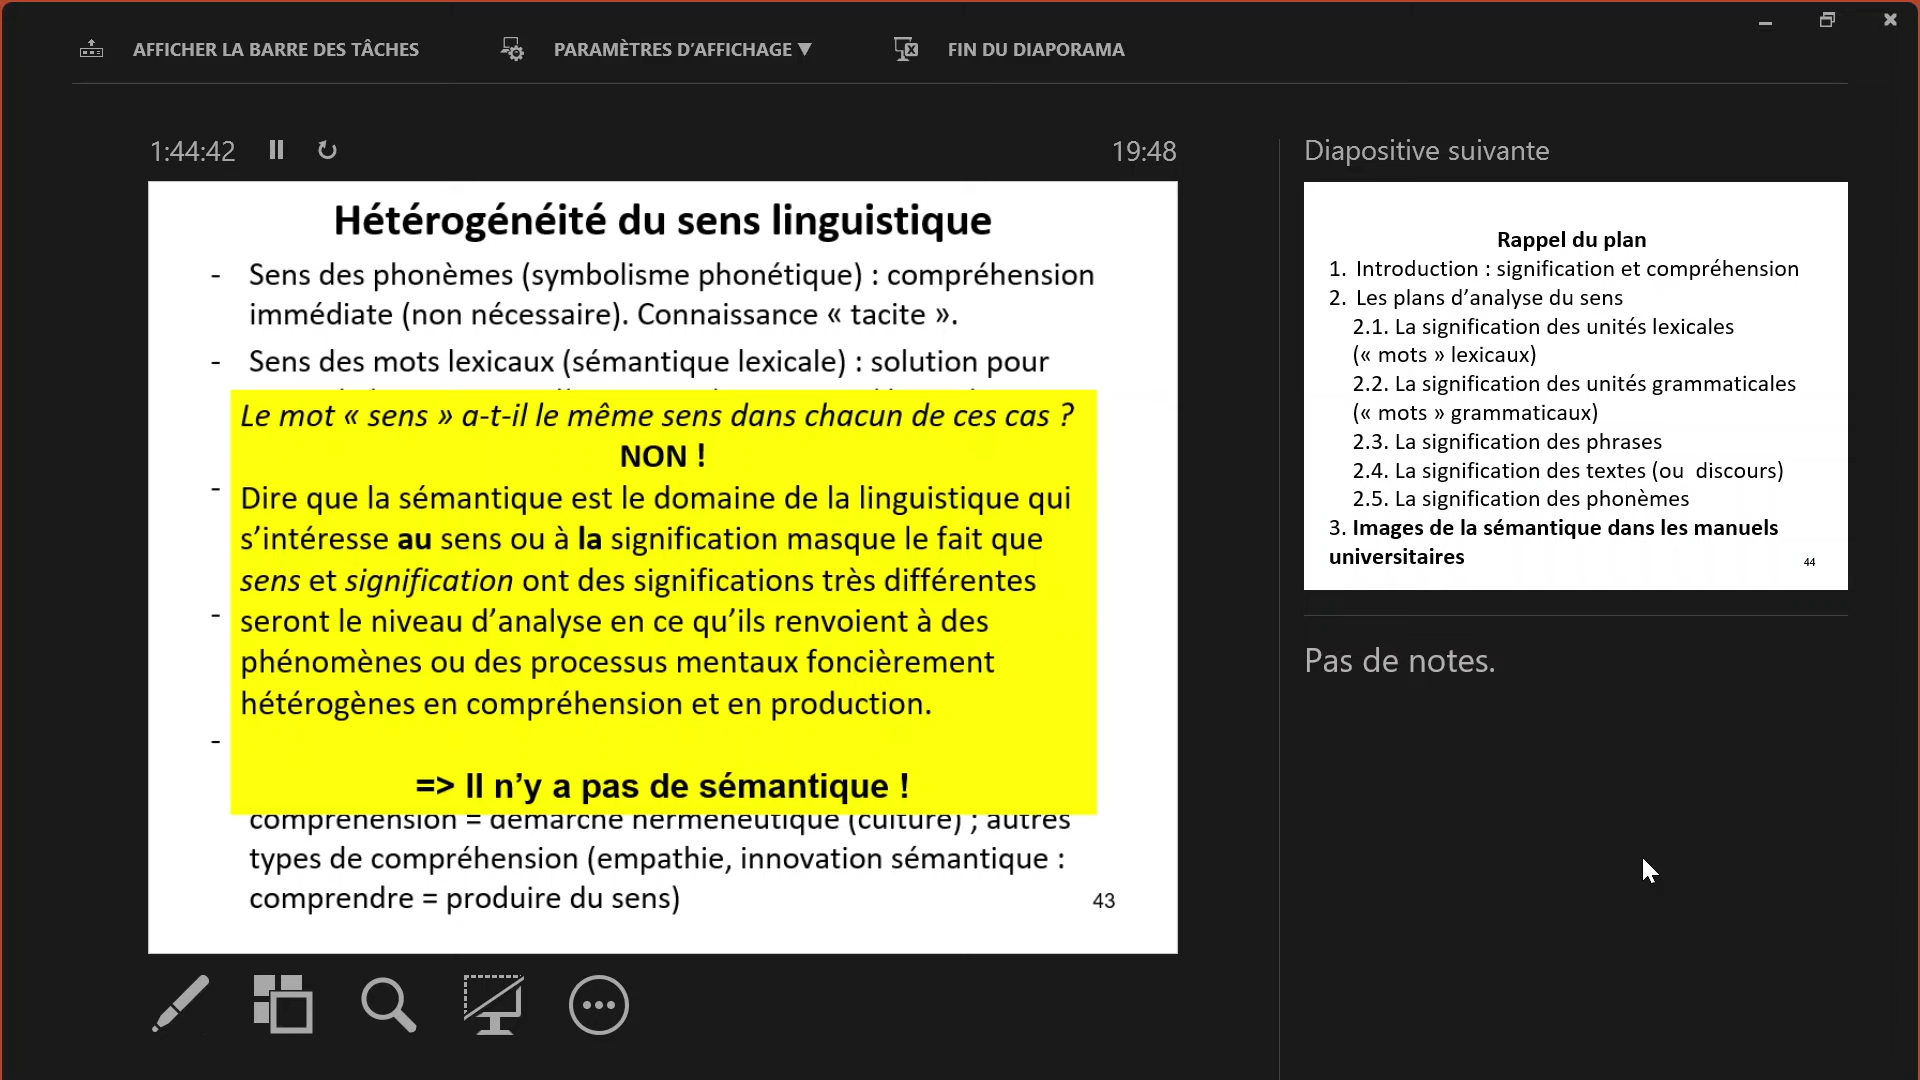 AFFICHER LA BARRE DES TÂCHES
PARAMÈTRES D'AFFICHAGE ▼
FIN DU DIAPORAMA
1:44:42
19:48
Hétérogénéité du sens linguistique
- Sens des phonèmes (symbolisme phonétique) : compréhension
immédiate (non nécessaire). Connaissance « tacite ».
- Sens des mots lexicaux (sémantique lexicale) : solution pour
Le mot « sens » a-t-il le même sens dans chacun de ces cas ?
NON !
- Dire que la sémantique est le domaine de la linguistique qui
s'intéresse au sens ou à la signification masque le fait que
sens et signification ont des significations très différentes
- seront le niveau d'analyse en ce qu'ils renvoient à des
phénomènes ou des processus mentaux foncièrement
hétérogènes en compréhension et en production.
-
=> Il n'y a pas de sémantique !
compréhension = démarche herméneutique (culture) ; autres
types de compréhension (empathie, innovation sémantique :
comprendre = produire du sens)
43
Diapositive suivante
Rappel du plan
1. Introduction : signification et compréhension
2. Les plans d'analyse du sens
2.1. La signification des unités lexicales
(« mots » lexicaux)
2.2. La signification des unités grammaticales
(« mots » grammaticaux)
2.3. La signification des phrases
2.4. La signification des textes (ou discours)
2.5. La signification des phonèmes
3. Images de la sémantique dans les manuels
universitaires
44
Pas de notes.